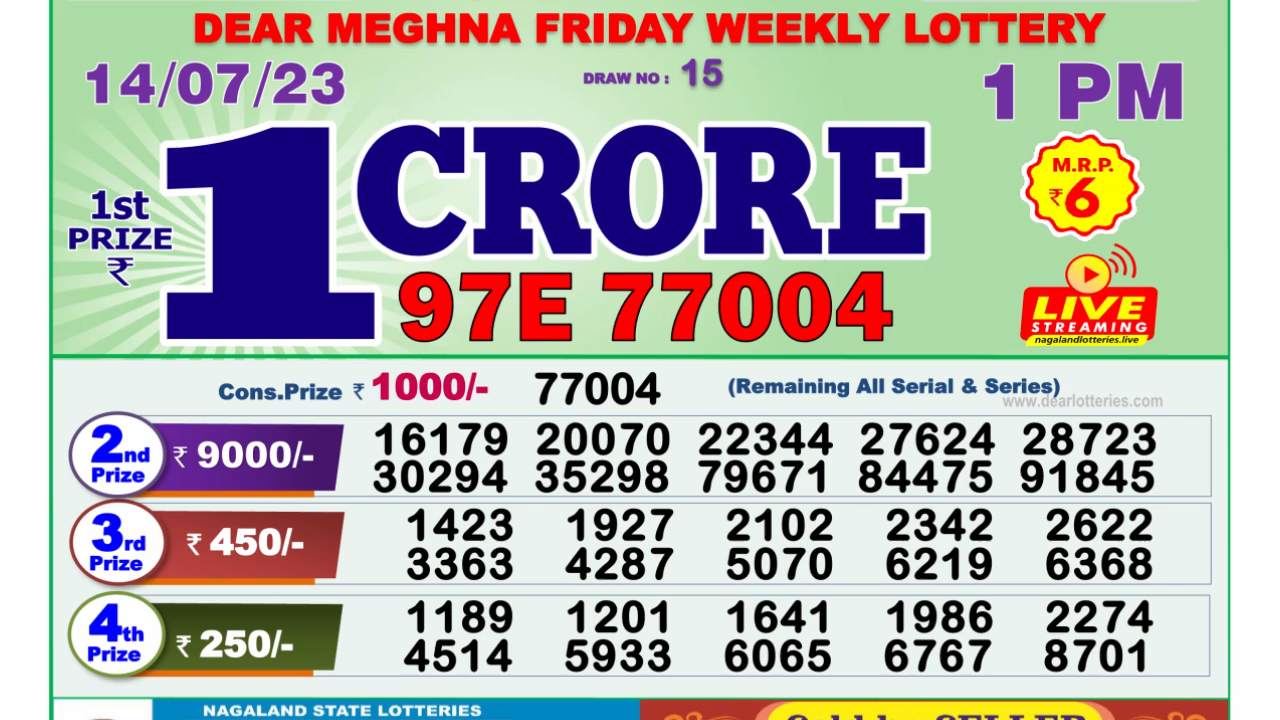 DEAR MEGHNA FRIDAY WEEKLY LOTTERY
14/07/23
DRAW NO : 15
1 PM
1st
PRIZE
₹
1 CRORE
97E 77004
M.R.P.
₹6
LIVE
STREAMING
nagalandlotteries.live
Cons.Prize ₹ 1000/- 77004 (Remaining All Serial & Series)
www.dearlotteries.com
2nd Prize ₹ 9000/-
16179 20070 22344 27624 28723
30294 35298 79671 84475 91845
3rd Prize ₹ 450/-
1423 1927 2102 2342 2622
3363 4287 5070 6219 6368
4th Prize ₹ 250/-
1189 1201 1641 1986 2274
4514 5933 6065 6767 8701
NAGALAND STATE LOTTERIES
SELLER